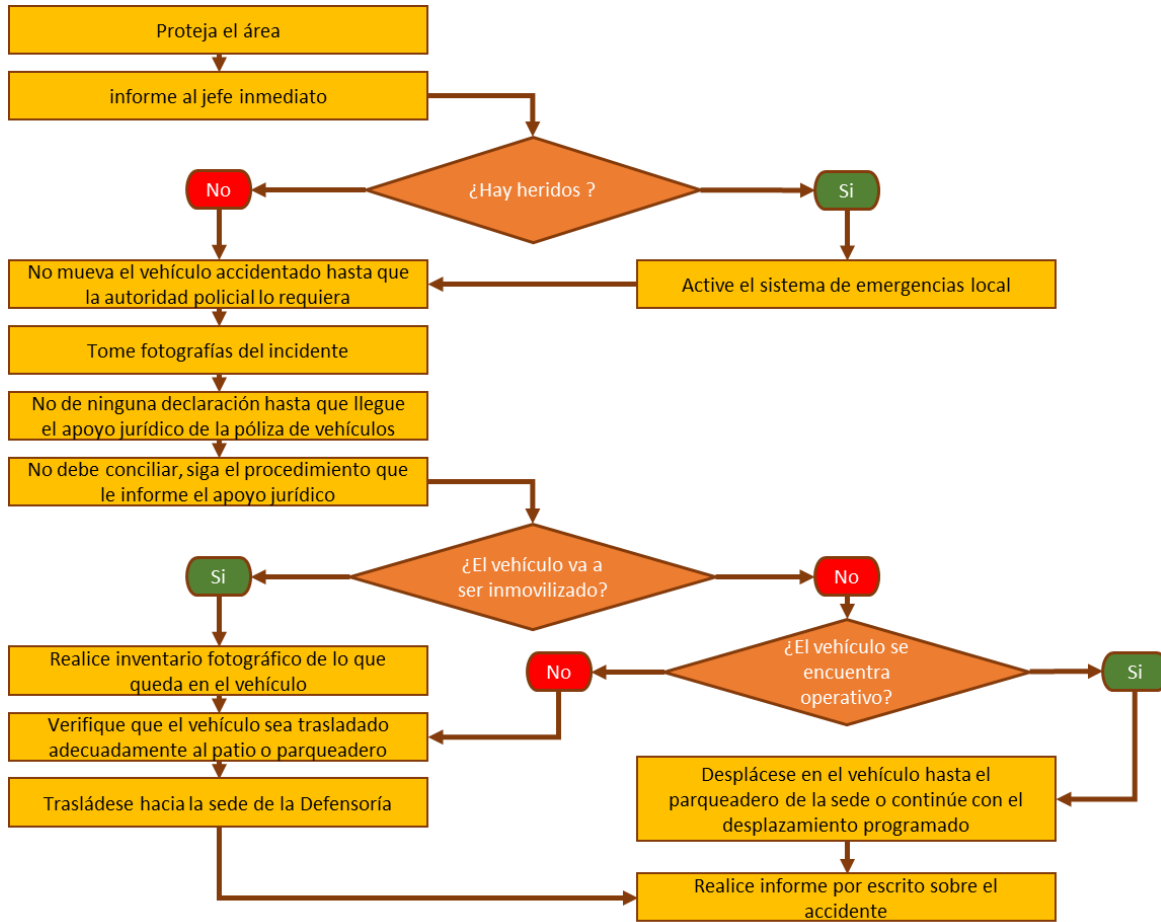 Proteja el área
informe al jefe inmediato
¿Hay heridos ?
No
Si
No mueva el vehículo accidentado hasta que
la autoridad policial lo requiera
Active el sistema de emergencias local
Tome fotografías del incidente
No de ninguna declaración hasta que llegue
el apoyo jurídico de la póliza de vehículos
No debe conciliar, siga el procedimiento que
le informe el apoyo jurídico
¿El vehículo va a
ser inmovilizado?
Si
No
¿El vehículo se
encuentra
operativo?
No
Si
Realice inventario fotográfico de lo que
queda en el vehículo
Verifique que el vehículo sea trasladado
adecuadamente al patio o parqueadero
Trasládese hacia la sede de la Defensoría
Desplácese en el vehículo hasta el
parqueadero de la sede o continúe con el
desplazamiento programado
Realice informe por escrito sobre el
accidente